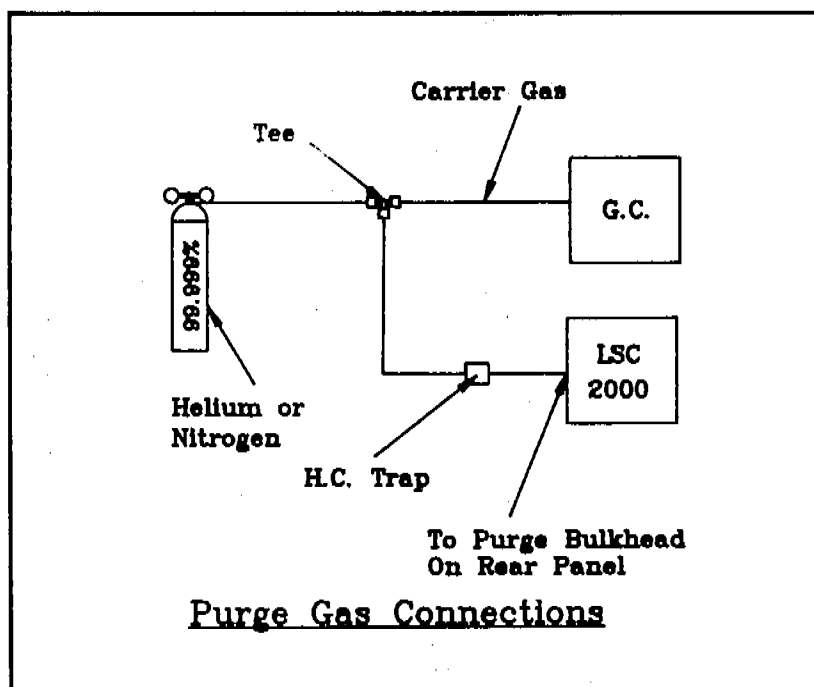 Carrier Gas
Tee
G.C.
99.999%
LSC
2000
Helium or
Nitrogen
H.C. Trap
To Purge Bulkhead
On Rear Panel
Purge Gas Connections